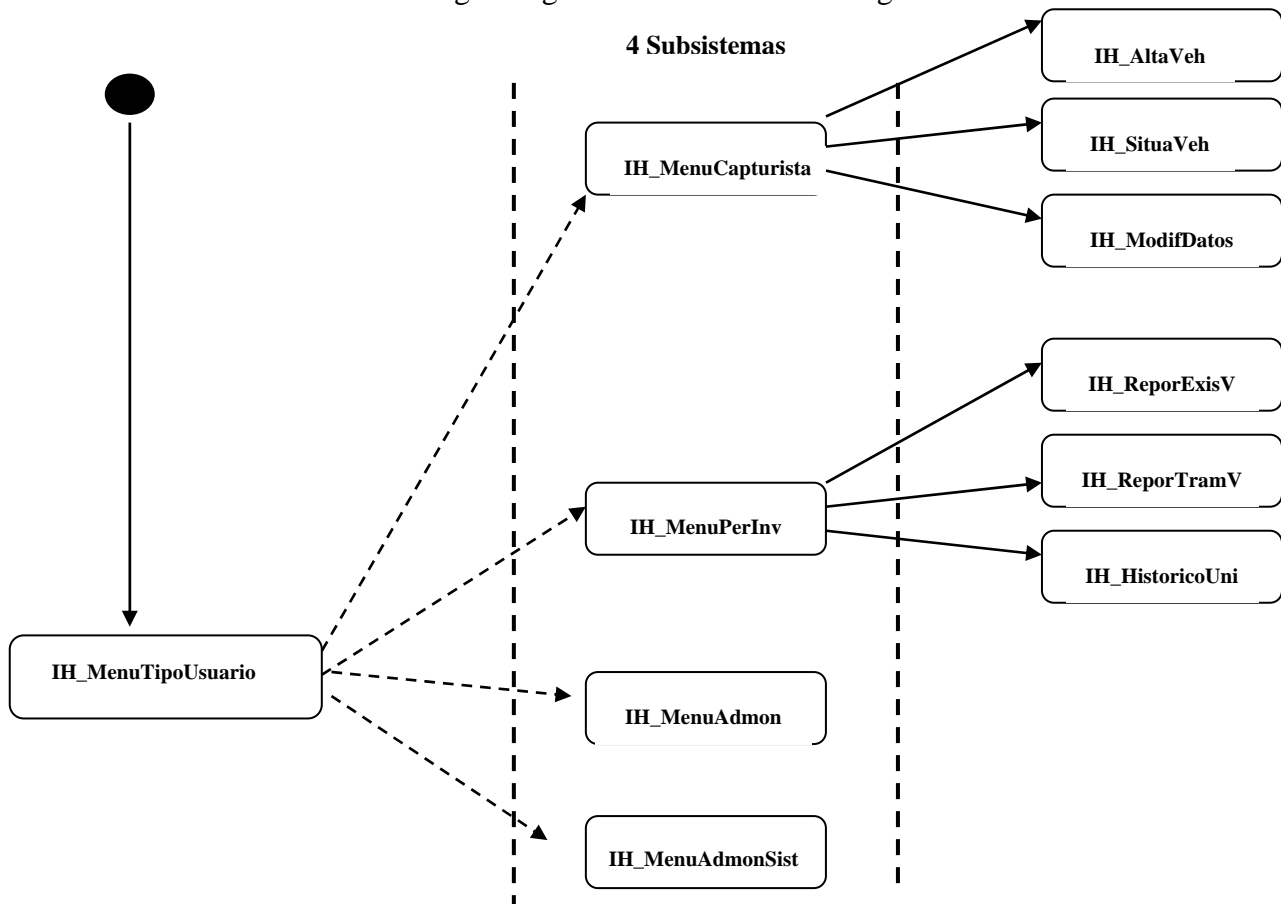 4 Subsistemas
IH_AltaVeh
IH_SituaVeh
IH_MenuCapturista
IH_ModifDatos
IH_ReporExisV
IH_ReporTramV
IH_MenuPerInv
IH_HistoricoUni
IH_MenuTipoUsuario
IH_MenuAdmon
IH_MenuAdmonSist